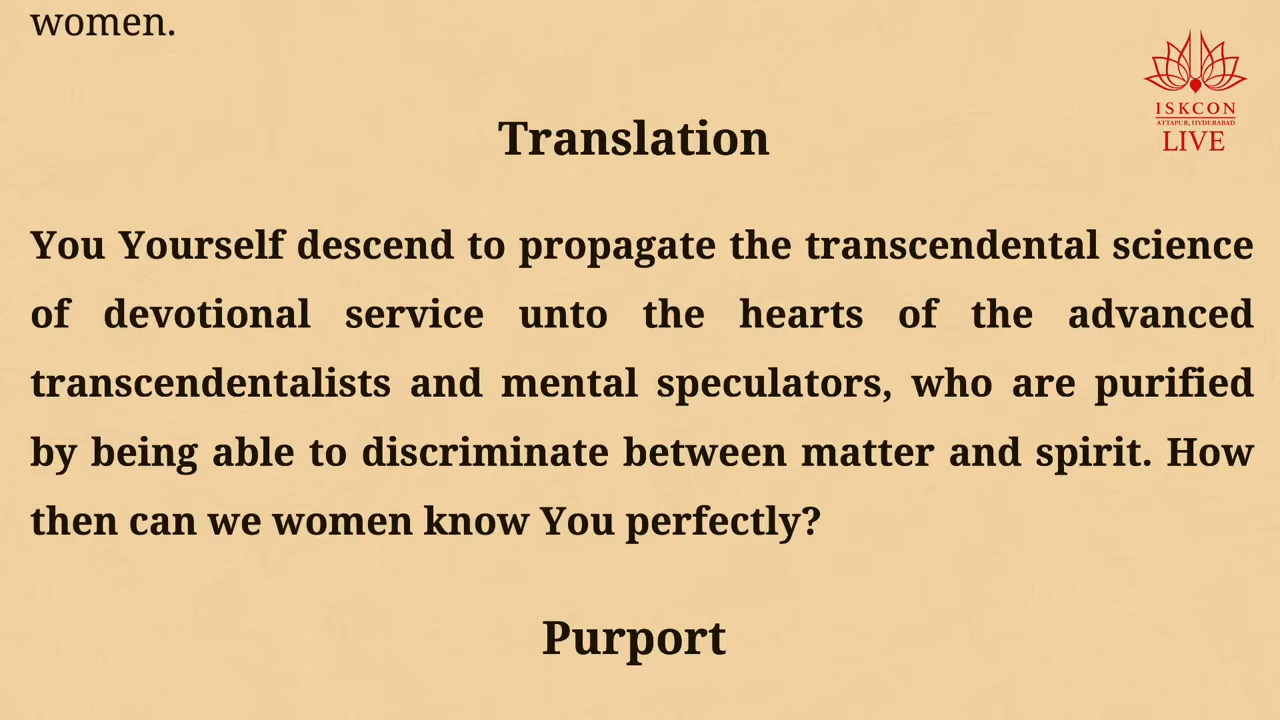 women.
ISKCON
ATTAPUR, HYDERABAD
LIVE
Translation
You Yourself descend to propagate the transcendental science
of devotional service unto the hearts of the advanced
transcendentalists and mental speculators, who are purified
by being able to discriminate between matter and spirit. How
then can we women know You perfectly?
Purport